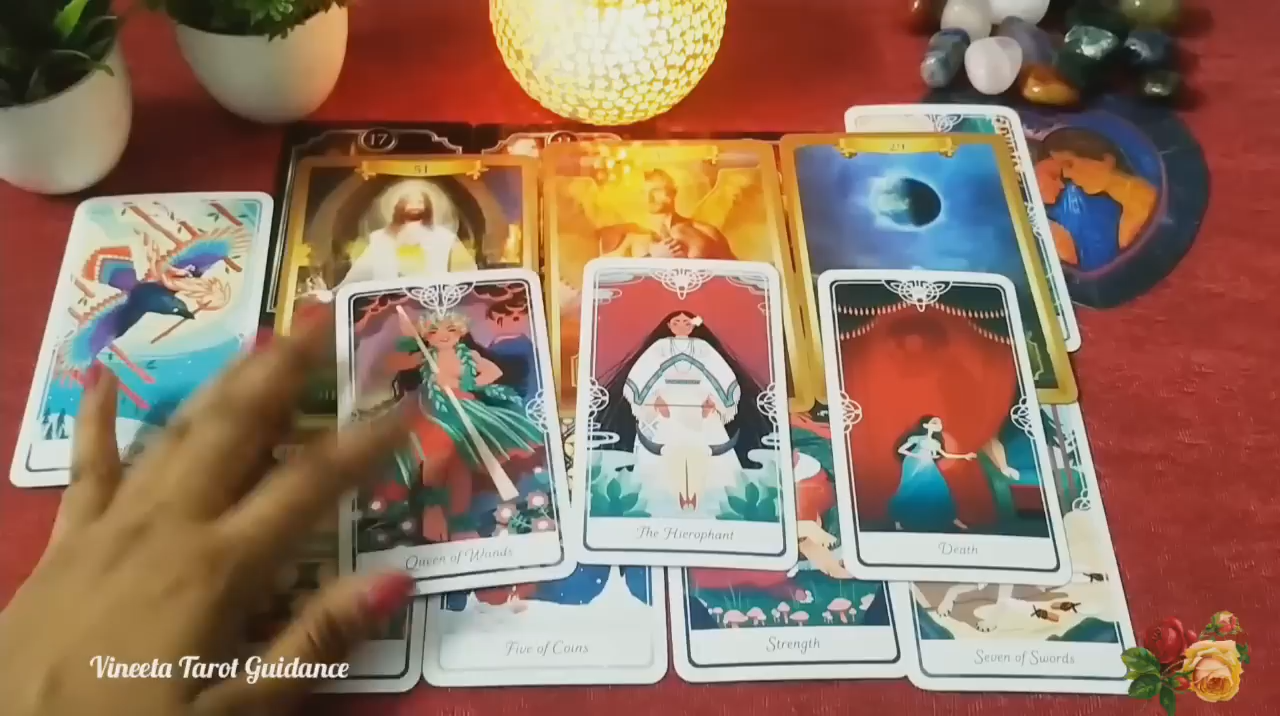 17
51
21
Queen of Wands
The Hierophant
Death
Five of Coins
Strength
Seven of Swords
Vineeta Tarot Guidance